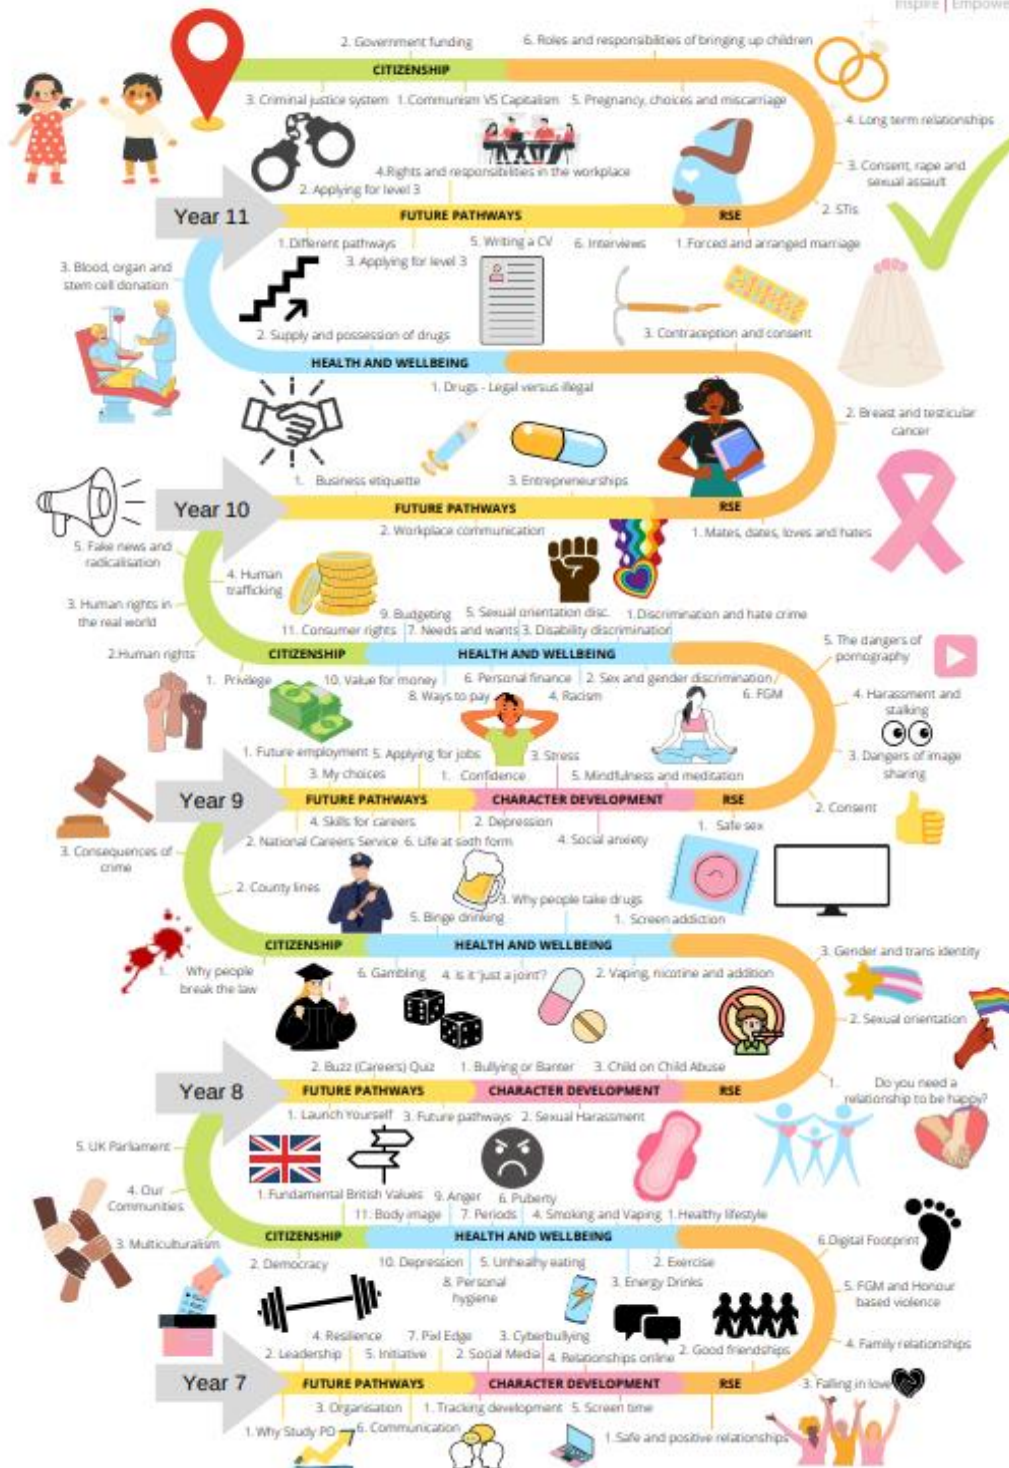 Inspire | Empowe
2. Government funding
6. Roles and responsibilities of bringing up children
CITIZENSHIP
3. Criminal justice system
1. Communism VS Capitalism
5. Pregnancy, choices and miscarriage
4. Long term relationships
3. Consent, rape and
sexual assault
4.Rights and responsibilities in the workplace
2. Applying for level 3
2. STIs
Year 11
FUTURE PATHWAYS
RSE
1.Different pathways
5. Writing a CV
6. Interviews
1.Forced and arranged marriage
3. Applying for level 3
3. Blood, organ and
stem cell donation
2. Supply and possession of drugs
3. Contraception and consent
HEALTH AND WELLBEING
1. Drugs - Legal versus illegal
2. Breast and testicular
cancer
1. Business etiquette
3. Entrepreneurships
Year 10
FUTURE PATHWAYS
RSE
2. Workplace communication
1. Mates, dates, loves and hates
5. Fake news and
radicalisation
4. Human
trafficking
3. Human rights in
the real world
9. Budgeting
5. Sexual orientation disc.
1.Discrimination and hate crime
11. Consumer rights
7. Needs and wants
3. Disability discrimination
2.Human rights
CITIZENSHIP
HEALTH AND WELLBEING
5. The dangers of
pornography
1. Privilege
10. Value for money
6. Personal finance
2. Sex and gender discrimination
8. Ways to pay
4. Racism
6. FGM
4. Harassment and
stalking
1. Future employment
5. Applying for jobs
3. Stress
3. Dangers of image
sharing
3. My choices
1. Confidence
5. Mindfulness and meditation
Year 9
FUTURE PATHWAYS
CHARACTER DEVELOPMENT
RSE
2. Consent
4. Skills for careers
2. Depression
1. Safe sex
2. National Careers Service
6. Life at sixth form
4. Social anxiety
3. Consequences of
crime
2. County lines
3. Why people take drugs
5. Binge drinking
1. Screen addiction
CITIZENSHIP
HEALTH AND WELLBEING
3. Gender and trans identity
1. Why people
break the law
6. Gambling
4. Is it 'just a joint'?
2. Vaping, nicotine and addition
2. Sexual orientation
2. Buzz (Careers) Quiz
1. Bullying or Banter
3. Child on Child Abuse
1. Do you need a
relationship to be happy?
Year 8
FUTURE PATHWAYS
CHARACTER DEVELOPMENT
RSE
1. Launch Yourself
3. Future pathways
2. Sexual Harassment
5. UK Parliament
4. Our
Communities
1. Fundamental British Values
9. Anger
6. Puberty
11. Body image
7. Periods
4. Smoking and Vaping
1.Healthy lifestyle
3. Multiculturalism
CITIZENSHIP
HEALTH AND WELLBEING
6.Digital Footprint
2. Democracy
10. Depression
5. Unhealhy eating
2. Exercise
8. Personal
hygiene
3. Energy Drinks
5. FGM and Honour
based violence
4. Resilience
7. Pixl Edge
3. Cyberbullying
4. Family relationships
2. Leadership
5. Initiative
2. Social Media
4. Relationships online
2. Good friendships
Year 7
FUTURE PATHWAYS
CHARACTER DEVELOPMENT
RSE
3. Falling in love
3. Organisation
1. Tracking development
5. Screen time
1. Why Study PD
6. Communication
1.Safe and positive relationships